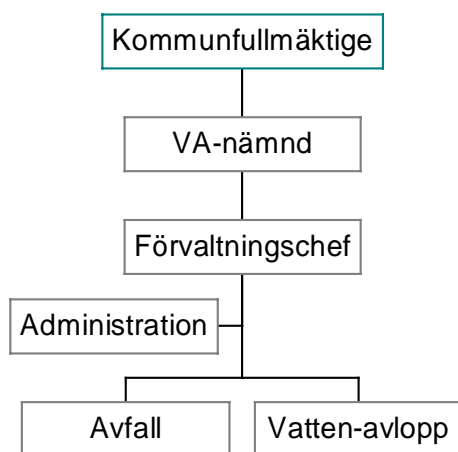 Kommunfullmäktige
VA-nämnd
Förvaltningschef
Administration
Avfall
Vatten-avlopp